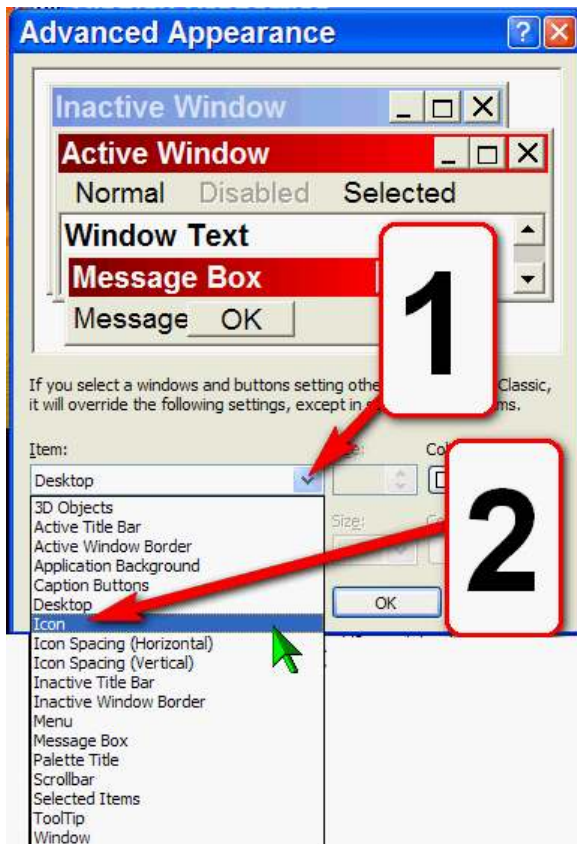 Advanced Appearance
Inactive Window
Active Window
Normal Disabled Selected
Window Text
Message Box
Message OK
1
If you select a windows and buttons setting othe Classic,
it will override the following settings, except in ms.
Item:
Desktop
2
3D Objects
Active Title Bar
Active Window Border
Application Background
Caption Buttons
Desktop
Icon
Icon Spacing (Horizontal)
Icon Spacing (Vertical)
Inactive Title Bar
Inactive Window Border
Menu
Message Box
Palette Title
Scrollbar
Selected Items
ToolTip
Window
Size:
OK